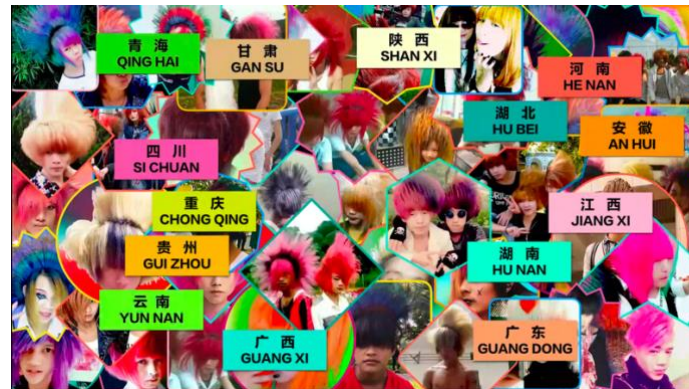 青海
QING HAI
甘肃
GAN SU
陕西
SHAN XI
河南
HE NAN
湖北
HU BEI
安徽
AN HUI
四川
SI CHUAN
重庆
CHONG QING
江西
JIANG XI
贵州
GUI ZHOU
湖南
HU NAN
云南
YUN NAN
广西
GUANG XI
广东
GUANG DONG